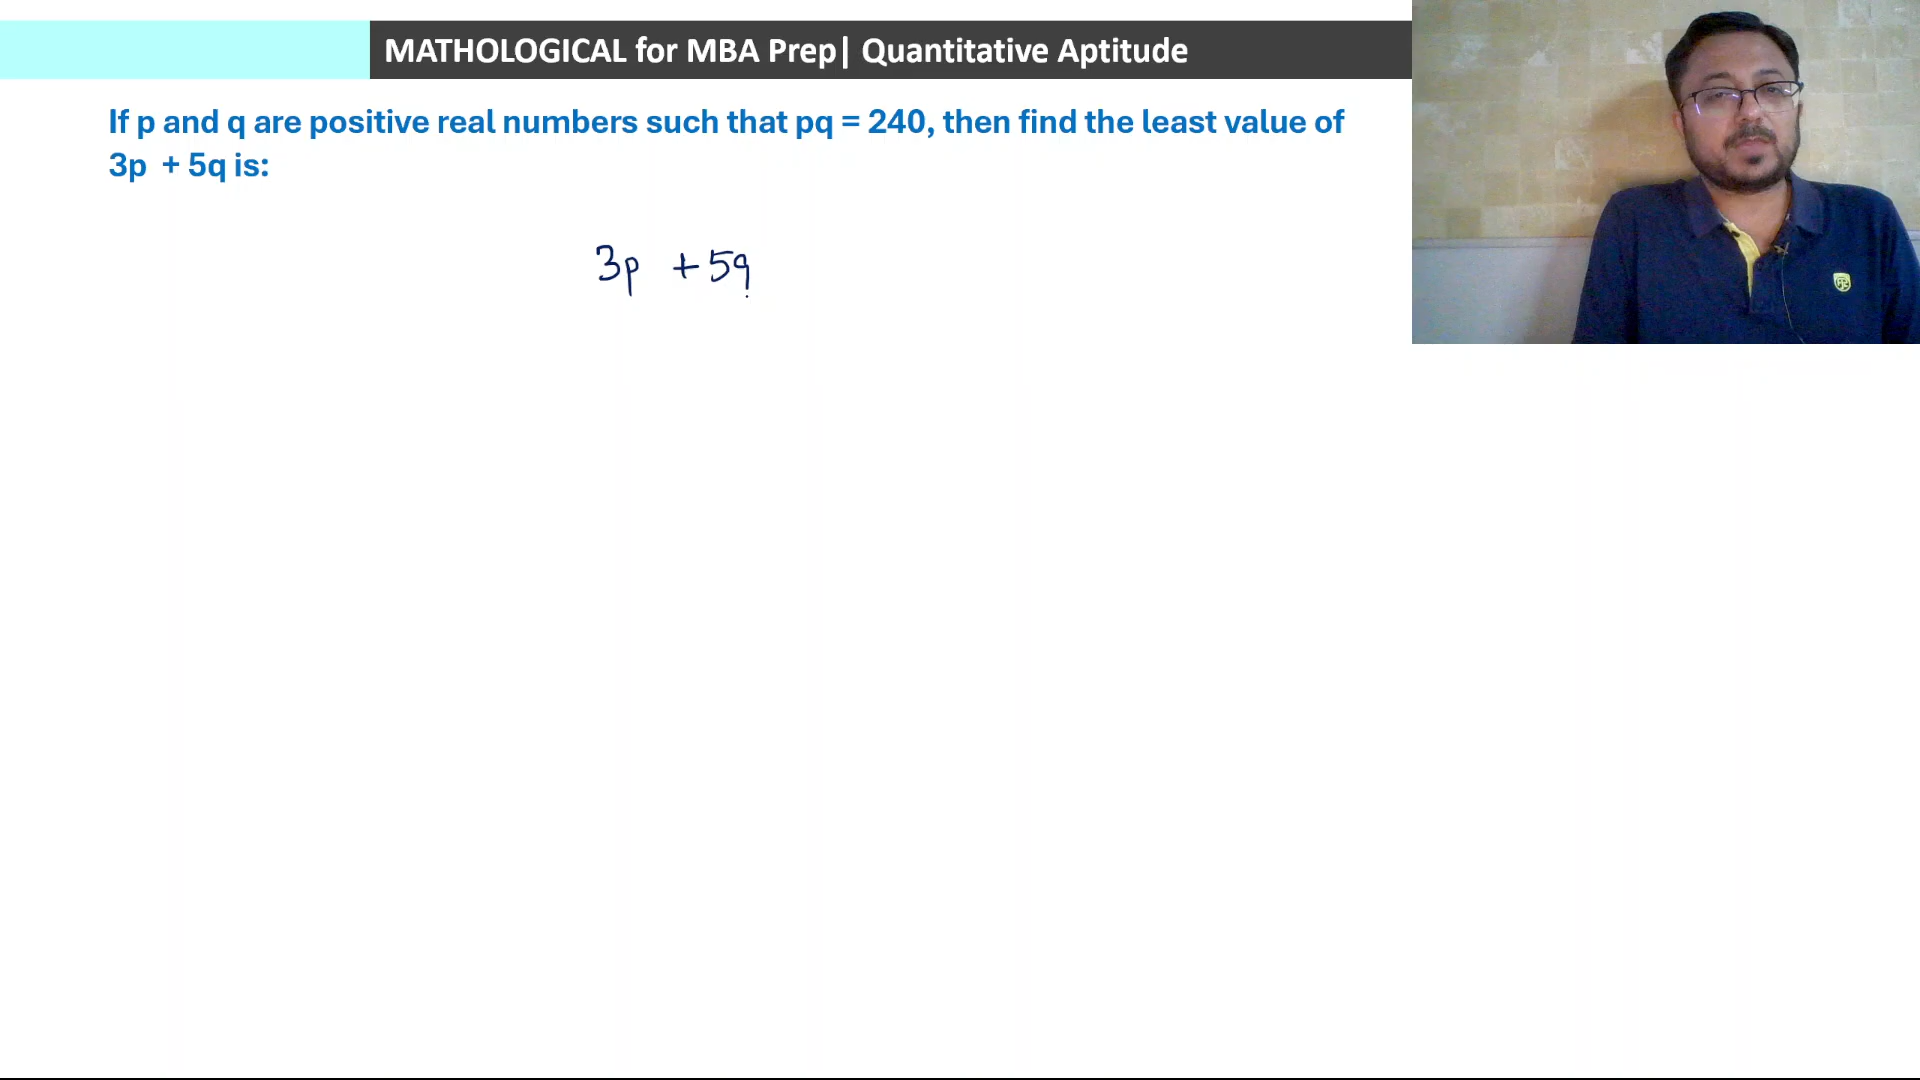 MATHOLOGICAL for MBA Prep| Quantitative Aptitude
If p and q are positive real numbers such that pq = 240, then find the least value of
3p + 5q is:
3p + 5q